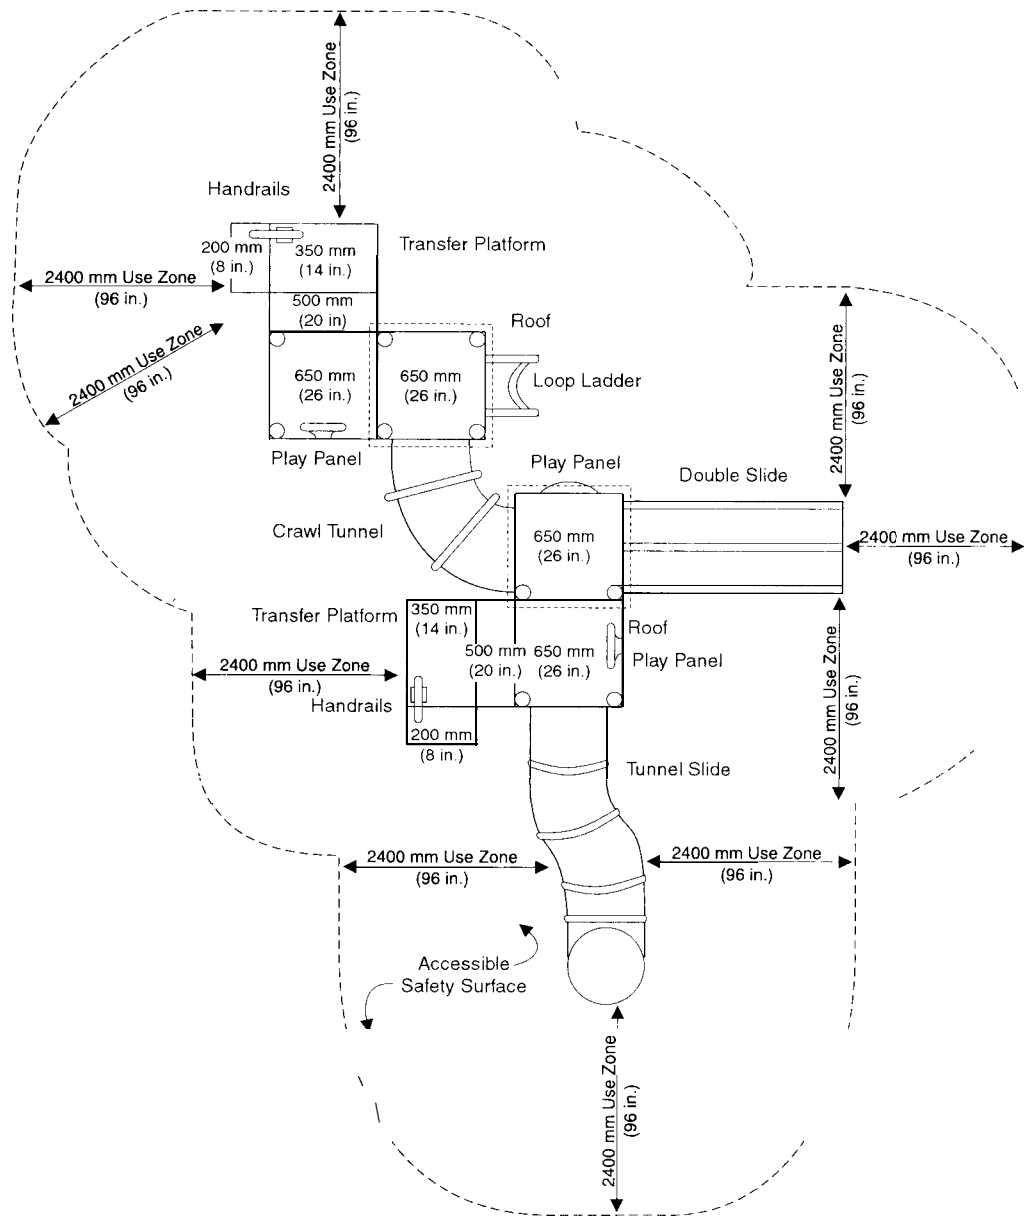 2400 mm Use Zone
(96 in.)
Handrails
200 mm
(8 in.)
350 mm
(14 in.)
Transfer Platform
2400 mm Use Zone
(96 in.)
500 mm
(20 in)
2400 mm Use Zone
(96 in.)
Roof
650 mm
(26 in.)
650 mm
(26 in.)
Loop Ladder
2400 mm Use Zone
(96 in.)
Play Panel
Play Panel
Double Slide
Crawl Tunnel
650 mm
(26 in.)
2400 mm Use Zone
(96 in.)
Transfer Platform
350 mm
(14 in.)
500 mm
(20 in.)
650 mm
(26 in.)
Roof
Play Panel
2400 mm Use Zone
(96 in.)
Handrails
200 mm
(8 in.)
2400 mm Use Zone
(96 in.)
Tunnel Slide
2400 mm Use Zone
(96 in.)
2400 mm Use Zone
(96 in.)
Accessible
Safety Surface
2400 mm Use Zone
(96 in.)